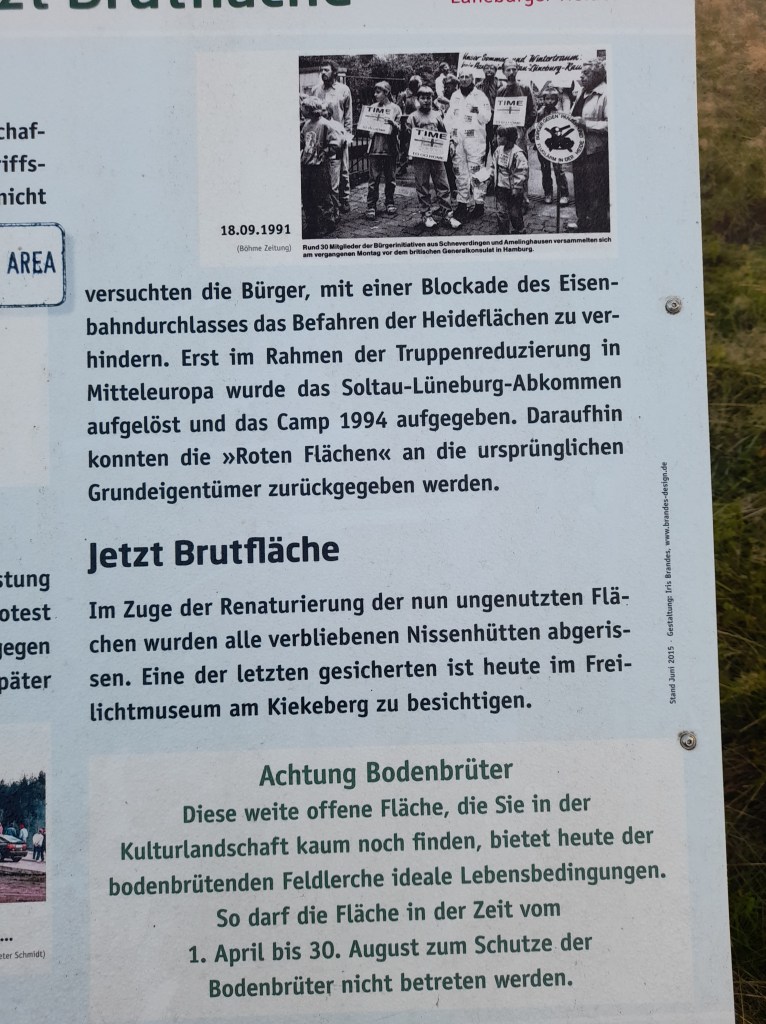 zt Brutfläche
chaf-
riffs-
nicht
AREA
stung
otest
gegen
päter
...
eter Schmidt)
TIME
TIME
TIME
18.09.1991
(Böhme Zeitung)
Rund 30 Mitglieder der Bürgerinitiativen aus Schneverdingen und Amelinghausen versammelten sich
am vergangenen Montag vor dem britischen Generalkonsulat in Hamburg.
versuchten die Bürger, mit einer Blockade des Eisen-
bahndurchlasses das Befahren der Heideflächen zu ver-
hindern. Erst im Rahmen der Truppenreduzierung in
Mitteleuropa wurde das Soltau-Lüneburg-Abkommen
aufgelöst und das Camp 1994 aufgegeben. Daraufhin
konnten die »Roten Flächen« an die ursprünglichen
Grundeigentümer zurückgegeben werden.
Jetzt Brutfläche
Im Zuge der Renaturierung der nun ungenutzten Flä-
chen wurden alle verbliebenen Nissenhütten abgeris-
sen. Eine der letzten gesicherten ist heute im Frei-
lichtmuseum am Kiekeberg zu besichtigen.
Achtung Bodenbrüter
Diese weite offene Fläche, die Sie in der
Kulturlandschaft kaum noch finden, bietet heute der
bodenbrütenden Feldlerche ideale Lebensbedingungen.
So darf die Fläche in der Zeit vom
1. April bis 30. August zum Schutze der
Bodenbrüter nicht betreten werden.
Stand Juni 2015 · Gestaltung: Iris Brandes, www.brandes-design.de